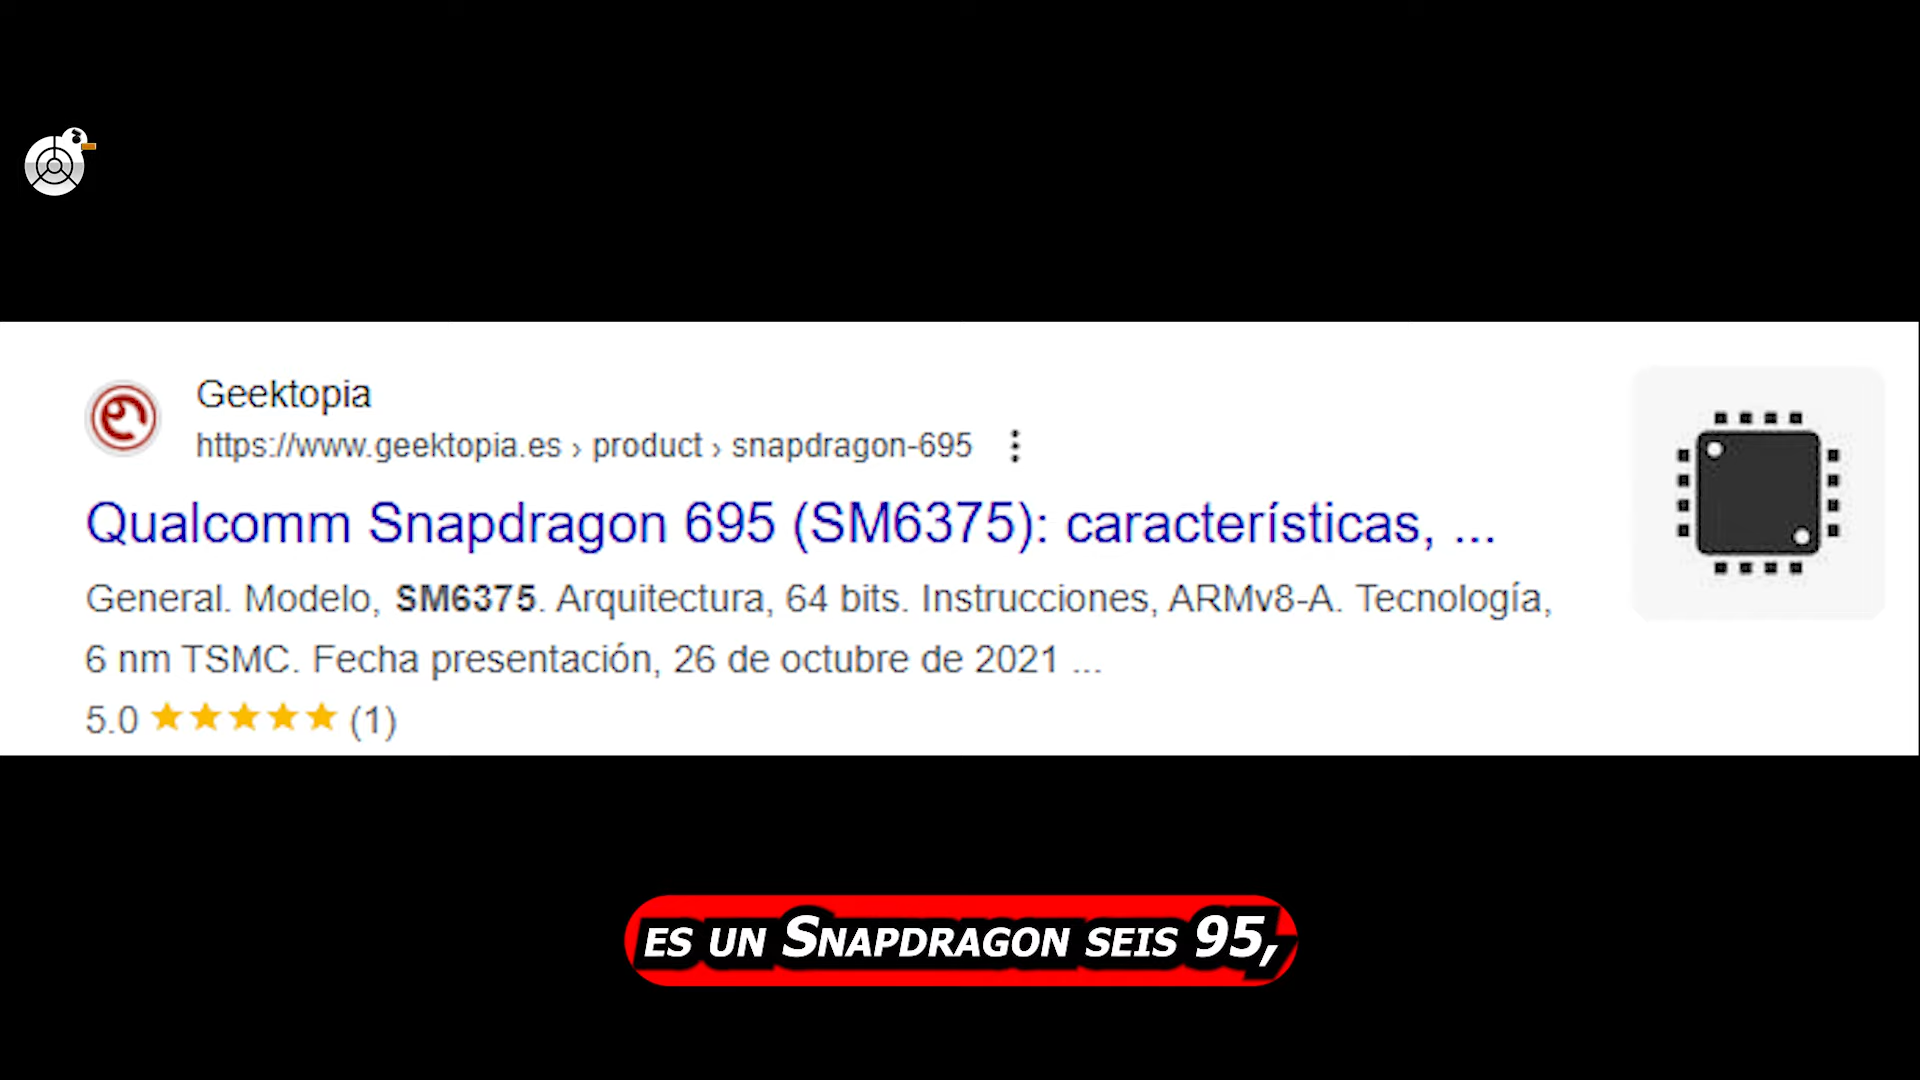 Geektopia
https://www.geektopia.es › product › snapdragon-695
Qualcomm Snapdragon 695 (SM6375): características, ...
General. Modelo, SM6375. Arquitectura, 64 bits. Instrucciones, ARMv8-A. Tecnología,
6 nm TSMC. Fecha presentación, 26 de octubre de 2021 ...
5.0 ★★★★★ (1)
ES UN SNAPDRAGON SEIS 95,